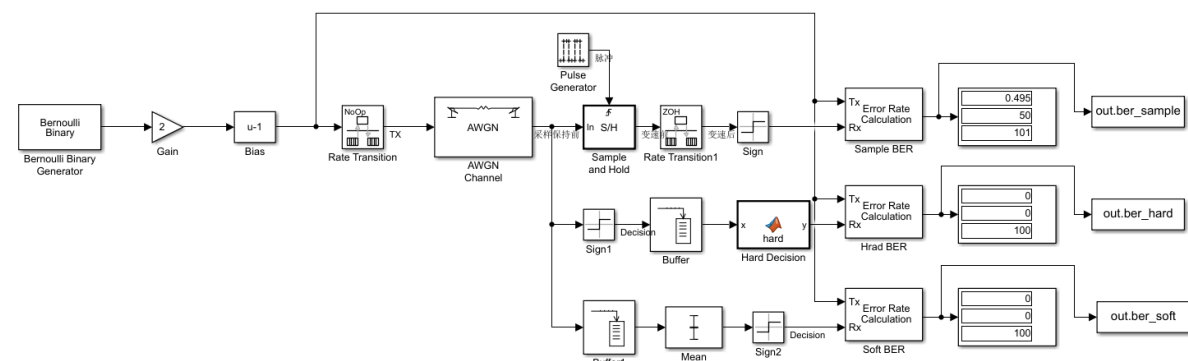 脉冲
Pulse
Generator
Bernoulli
Binary
Bernoulli Binary
Generator
2
Gain
u-1
Bias
NoOp
Rate Transition
TX
AWGN
AWGN
Channel
采样保持前
In
S/H
Sample
and Hold
变速前
ZOH
Rate Transition1
变速后
Sign
Tx
Rx
Error Rate
Calculation
Sample BER
0.495
50
101
out.ber_sample
Sign1
Decision
Buffer
x
hard
y
Hard Decision
Tx
Rx
Error Rate
Calculation
Hrad BER
0
0
100
out.ber_hard
Buffer1
Mean
Sign2
Decision
Tx
Rx
Error Rate
Calculation
Soft BER
0
0
100
out.ber_soft